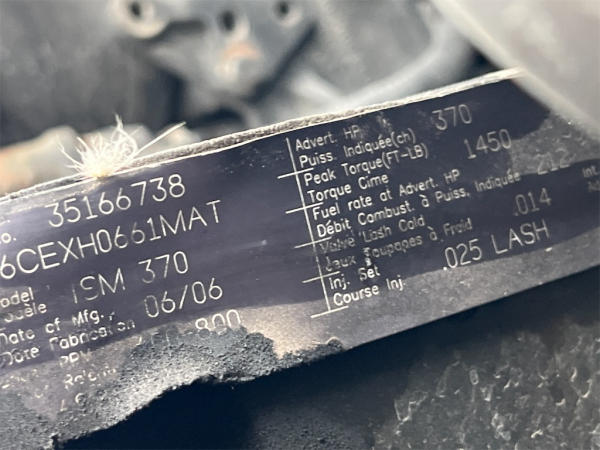 35166738
6CEXH0661MAT
ISM 370
Date of Mfg. 06/06
Date Fabrication
800
Advert. HP 370
Puiss. Indiquée(ch)
Peak Torque(FT-LB) 1450
Torque Cime
Fuel rate at Advert. HP
Débit Combust. à Puiss, Indiquée
Valve Lash Cold .014
Jeux Soupapes à Froid
Inj. Set .025 LASH
Course Inj.
Int.